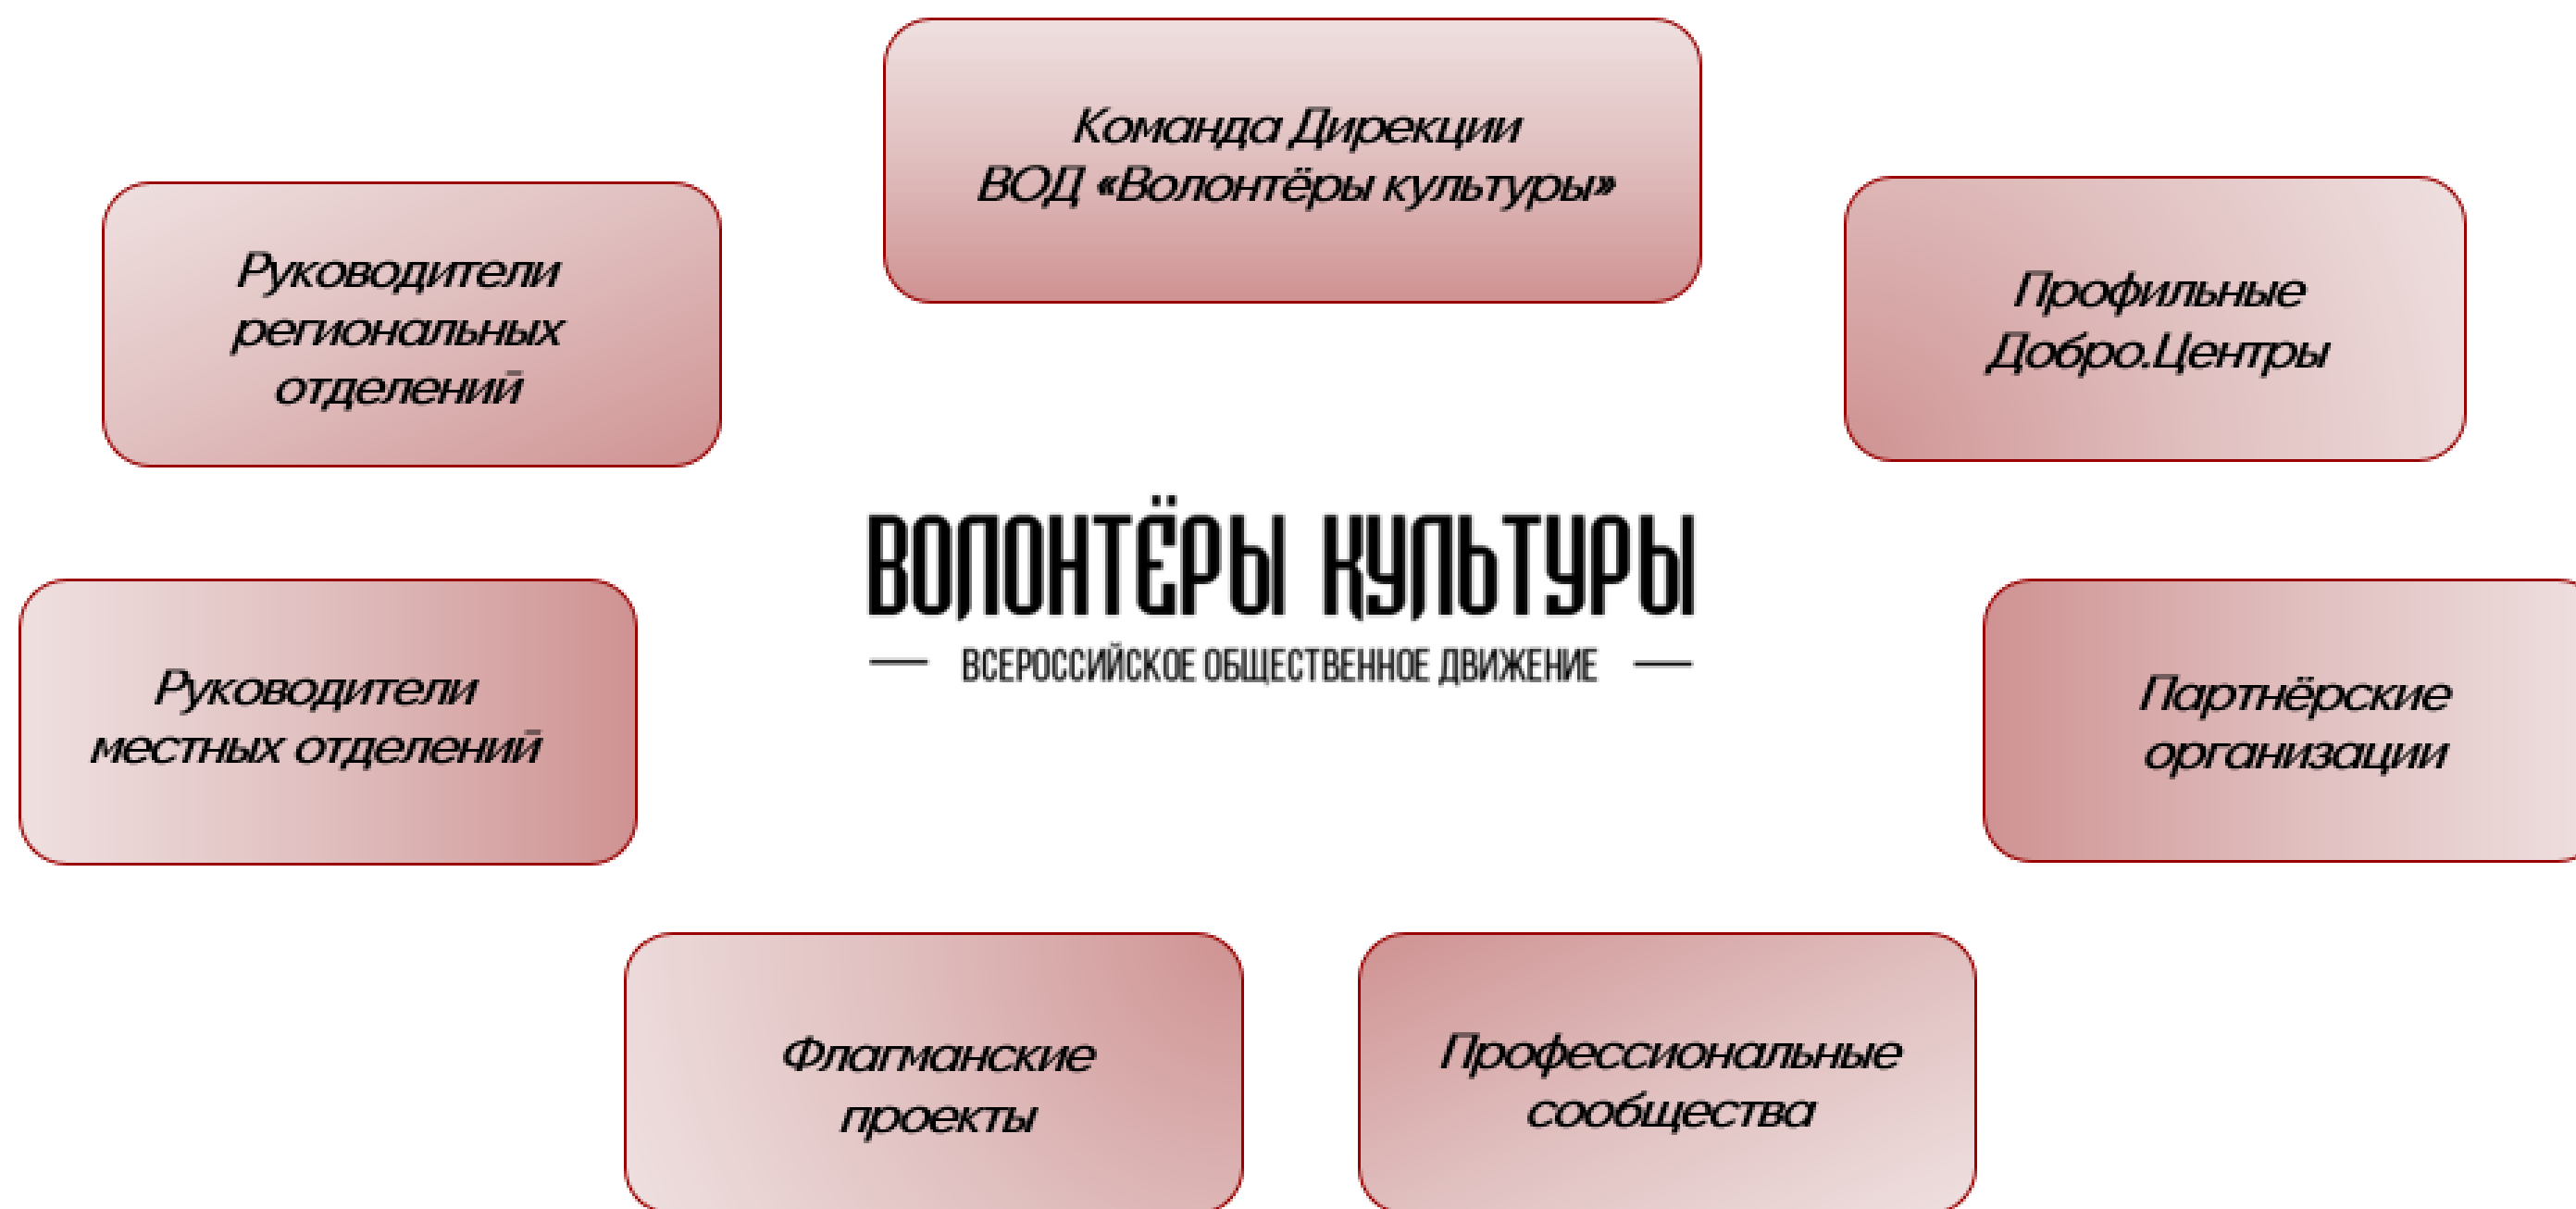 Команда Дирекции
ВОД «Волонтёры культуры»
Руководители
региональных
отделений
Профильные
Добро.Центры
ВОЛОНТЁРЫ КУЛЬТУРЫ
— ВСЕРОССИЙСКОЕ ОБЩЕСТВЕННОЕ ДВИЖЕНИЕ —
Руководители
местных отделений
Партнёрские
организации
Флагманские
проекты
Профессиональные
сообщества